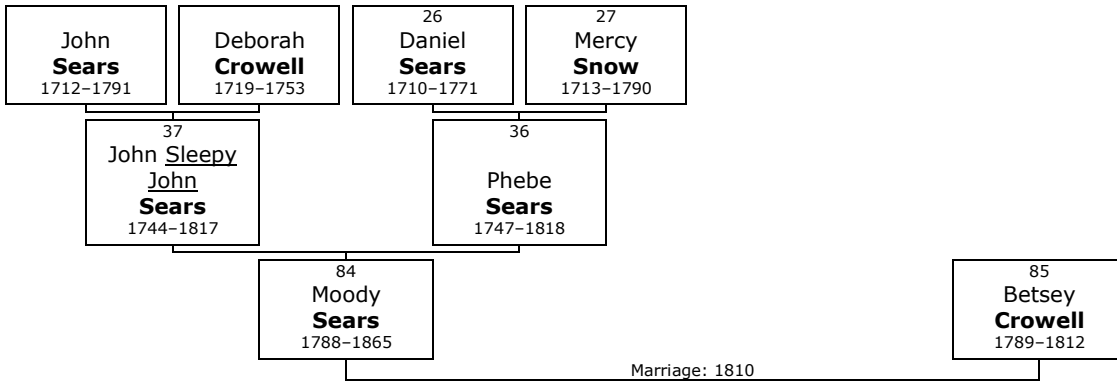 John
Sears
1712–1791
Deborah
Crowell
1719–1753
26
Daniel
Sears
1710–1771
27
Mercy
Snow
1713–1790
37
John Sleepy
John
Sears
1744–1817
36
Phebe
Sears
1747–1818
84
Moody
Sears
1788–1865
85
Betsey
Crowell
1789–1812
Marriage: 1810